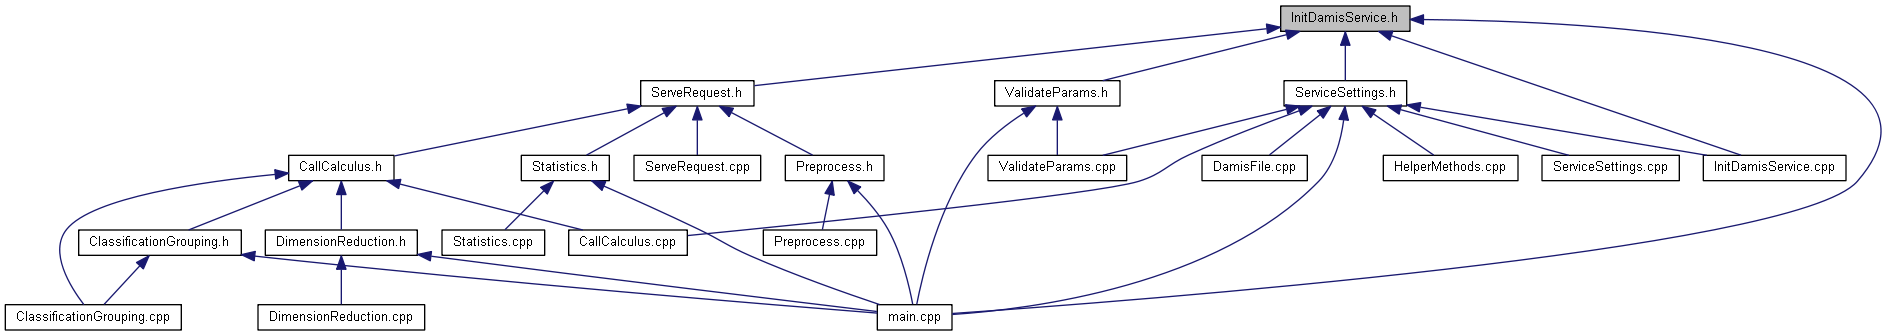 InitDamisService.h
ServeRequest.h
ValidateParams.h
ServiceSettings.h
CallCalculus.h
Statistics.h
ServeRequest.cpp
Preprocess.h
ValidateParams.cpp
DamisFile.cpp
HelperMethods.cpp
ServiceSettings.cpp
InitDamisService.cpp
ClassificationGrouping.h
DimensionReduction.h
Statistics.cpp
CallCalculus.cpp
Preprocess.cpp
ClassificationGrouping.cpp
DimensionReduction.cpp
main.cpp